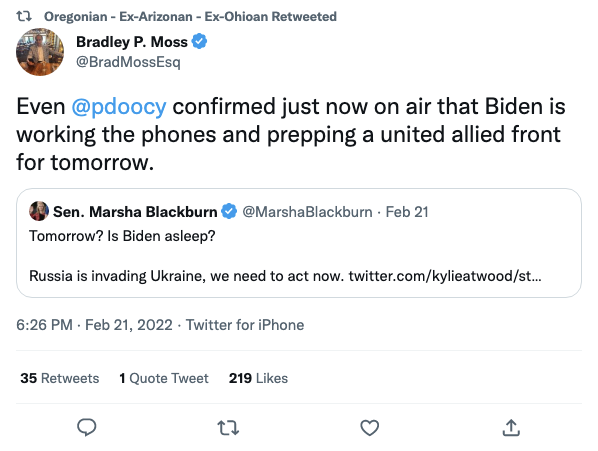 Oregonian - Ex-Arizonan - Ex-Ohioan Retweeted
Bradley P. Moss
@BradMossEsq
Even @pdoocy confirmed just now on air that Biden is
working the phones and prepping a united allied front
for tomorrow.
Sen. Marsha Blackburn @MarshaBlackburn · Feb 21
Tomorrow? Is Biden asleep?
Russia is invading Ukraine, we need to act now. twitter.com/kylieatwood/st...
6:26 PM · Feb 21, 2022 · Twitter for iPhone
35 Retweets 1 Quote Tweet 219 Likes